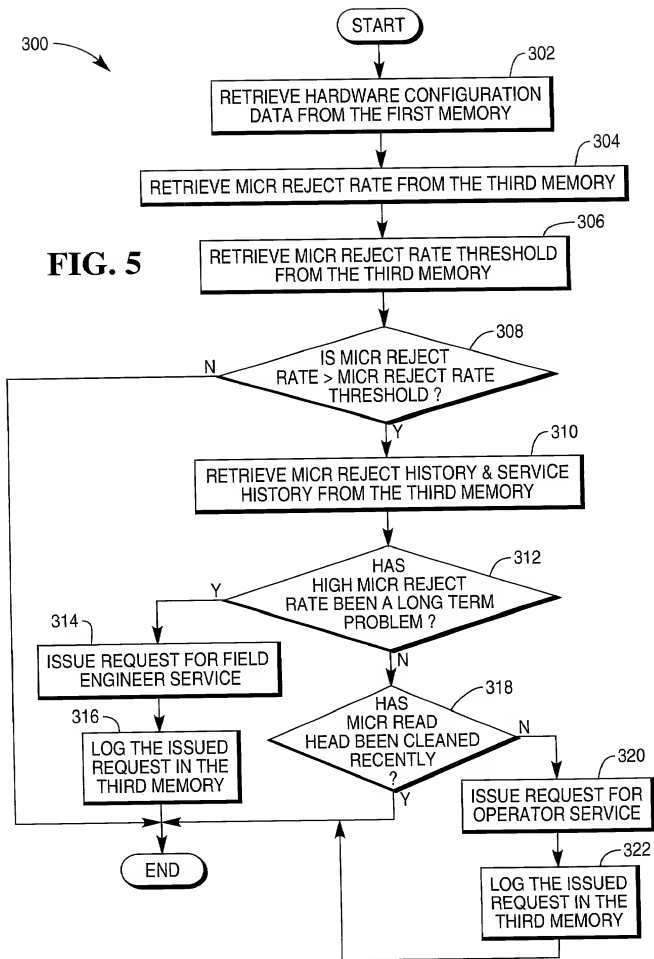 START
300
302
RETRIEVE HARDWARE CONFIGURATION
DATA FROM THE FIRST MEMORY
304
RETRIEVE MICR REJECT RATE FROM THE THIRD MEMORY
306
FIG. 5
RETRIEVE MICR REJECT RATE THRESHOLD
FROM THE THIRD MEMORY
308
N
IS MICR REJECT
RATE > MICR REJECT RATE
THRESHOLD ?
Y
310
RETRIEVE MICR REJECT HISTORY & SERVICE
HISTORY FROM THE THIRD MEMORY
312
Y
HAS
HIGH MICR REJECT
RATE BEEN A LONG TERM
PROBLEM ?
N
314
ISSUE REQUEST FOR FIELD
ENGINEER SERVICE
316
LOG THE ISSUED
REQUEST IN THE
THIRD MEMORY
318
HAS
MICR READ
HEAD BEEN CLEANED
RECENTLY
?
N
Y
320
ISSUE REQUEST FOR
OPERATOR SERVICE
322
LOG THE ISSUED
REQUEST IN THE
THIRD MEMORY
END